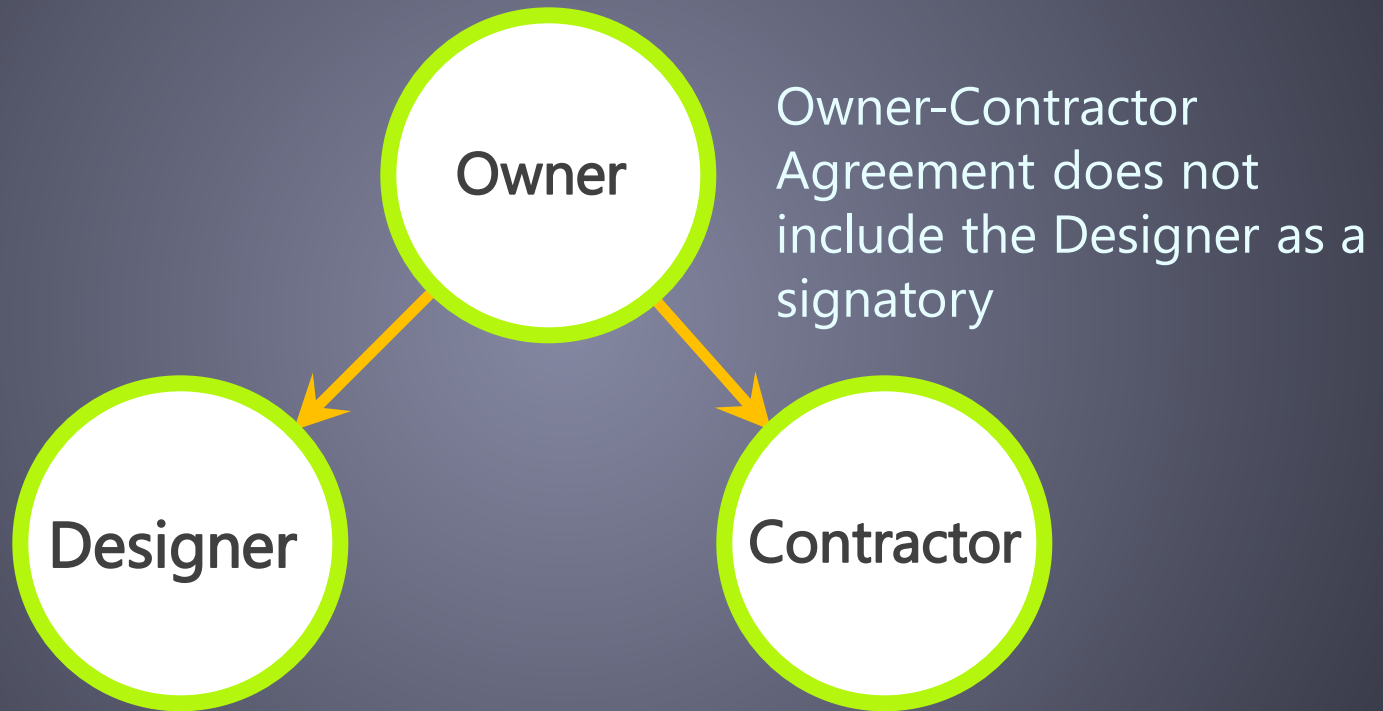 Owner
Owner-Contractor
Agreement does not
include the Designer as a
signatory
Designer
Contractor